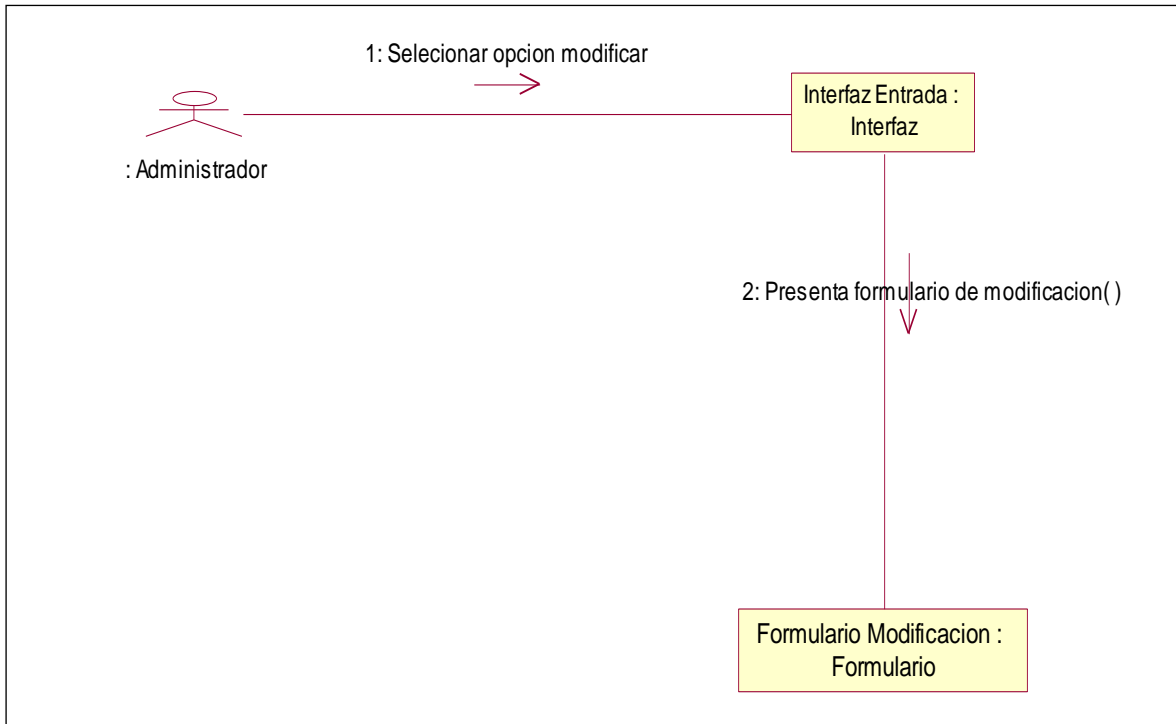 1: Selecionar opcion modificar
Interfaz Entrada :
Interfaz
: Administrador
2: Presenta formulario de modificacion( )
Formulario Modificacion :
Formulario